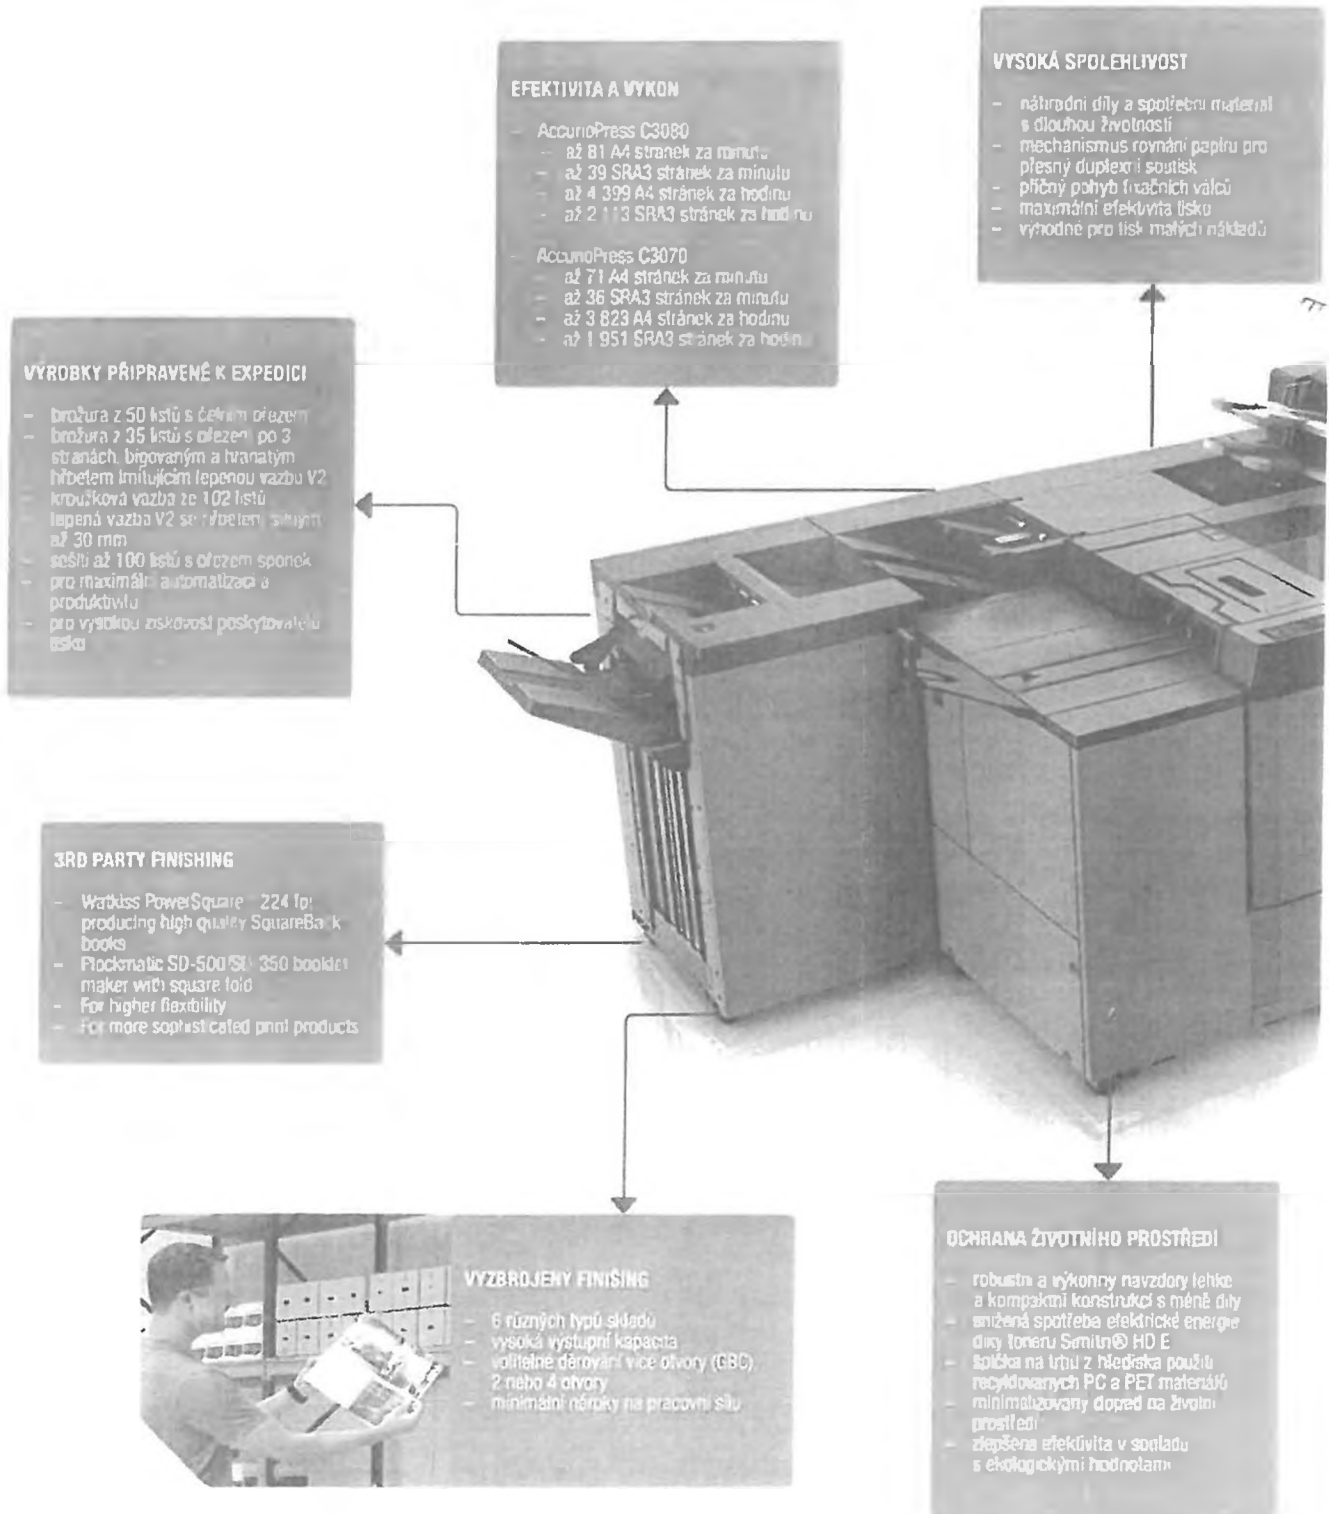 EFEKTIVITA A VYKON
– AccurioPress C3080
– až 81 A4 stránek za minutu
– až 39 SRA3 stránek za minutu
– až 4 399 A4 stránek za hodinu
– až 2 113 SRA3 stránek za hodinu
– AccurioPress C3070
– až 71 A4 stránek za minutu
– až 36 SRA3 stránek za minutu
– až 3 823 A4 stránek za hodinu
– až 1 951 SRA3 stránek za hodin
VYSOKÁ SPOLEHLIVOST
– náhradní díly a spotřební materiál
s dlouhou životností
– mechanismus rovnání papíru pro
přesný duplexní soutisk
– příčný pohyb fixačních válců
– maximální efektivita tisku
– výhodné pro tisk malých nákladů
VÝROBKY PŘIPRAVENÉ K EXPEDICI
– brožura z 50 listů s čelním ořezem
– brožura z 35 listů s ořezem po 3
stranách, bigovaným a hranatým
hřbetem imitujícím lepenou vazbu V2
– kroužková vazba ze 102 listů
– lepená vazba V2 se hřbetem silným
až 30 mm
– sešití až 100 listů s ořezem sponek
– pro maximální automatizaci a
produktivitu
– pro vysokou ziskovost poskytovatelů
tisku
3RD PARTY FINISHING
– Watkiss PowerSquare 224 for
producing high quality SquareBack
books
– Plockmatic SD-500/SD-350 booklet
maker with square fold
– For higher flexibility
– For more sophisticated print products
VYZBROJENÝ FINIŠING
– 6 různých typů skladů
– vysoká výstupní kapacita
– volitelné děrování více otvory (GBC),
2 nebo 4 otvory
– minimální nároky na pracovní sílu
OCHRANA ŽIVOTNÍHO PROSTŘEDÍ
– robustní a výkonný navzdory lehké
a kompaktní konstrukci s méně díly
– snížená spotřeba elektrické energie
díky toneru Simitri® HD E
– špička na trhu z hlediska použití
recyklovaných PC a PET materiálů
– minimalizovaný dopad na životní
prostředí
– zlepšená efektivita v souladu
s ekologickými hodnotami